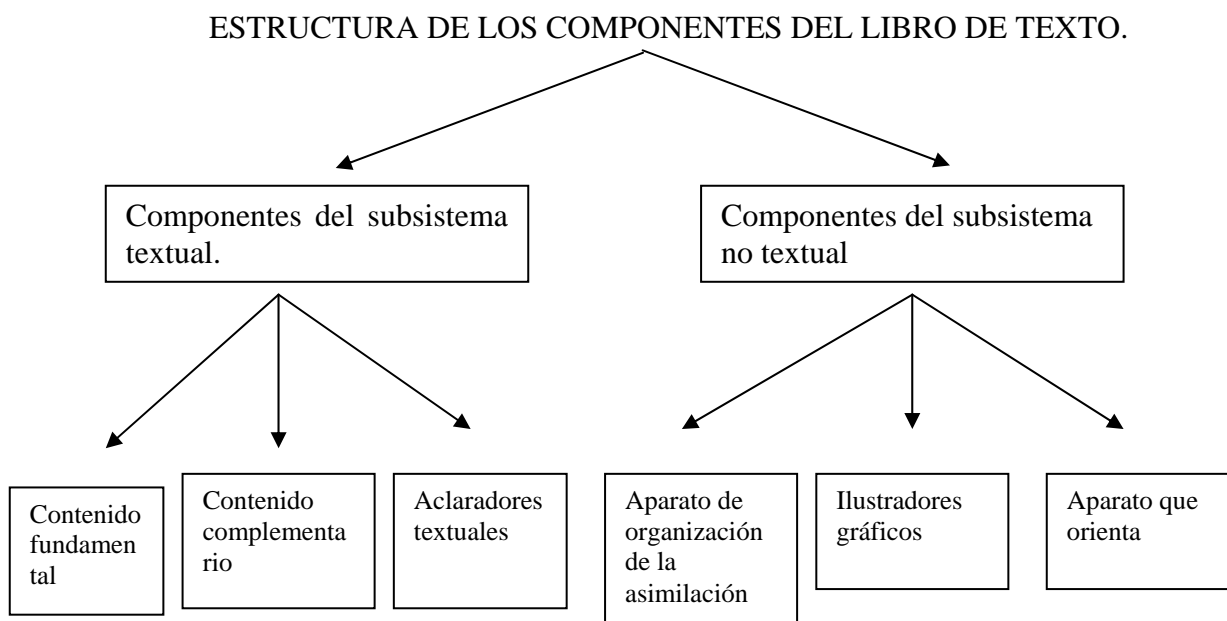 ESTRUCTURA DE LOS COMPONENTES DEL LIBRO DE TEXTO.
Componentes del subsistema
textual.
Componentes del subsistema
no textual
Contenido
fundamen
tal
Contenido
complementa
rio
Aclaradores
textuales
Aparato de
organización
de la
asimilación
Ilustradores
gráficos
Aparato que
orienta